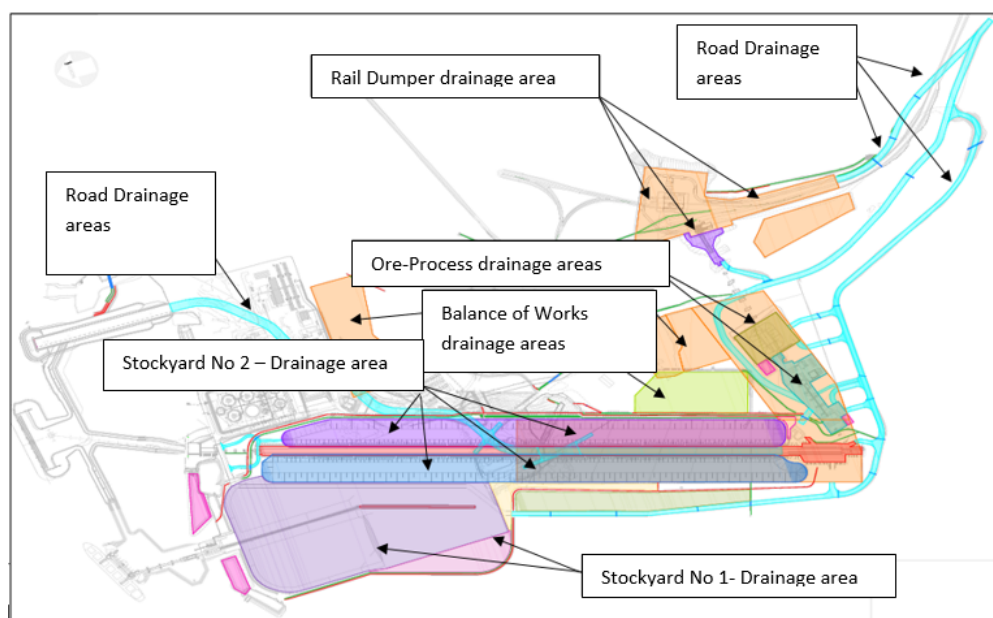 Road Drainage
areas
Rail Dumper drainage area
Road Drainage
areas
Ore-Process drainage areas
Balance of Works
drainage areas
Stockyard No 2 – Drainage area
Stockyard No 1- Drainage area